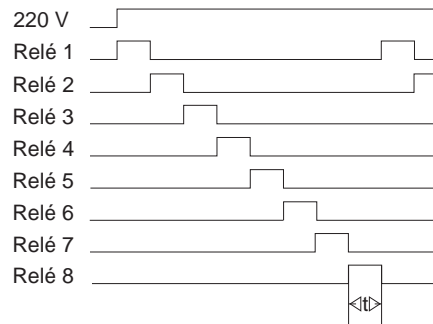 220 V
Relé 1
Relé 2
Relé 3
Relé 4
Relé 5
Relé 6
Relé 7
Relé 8
t